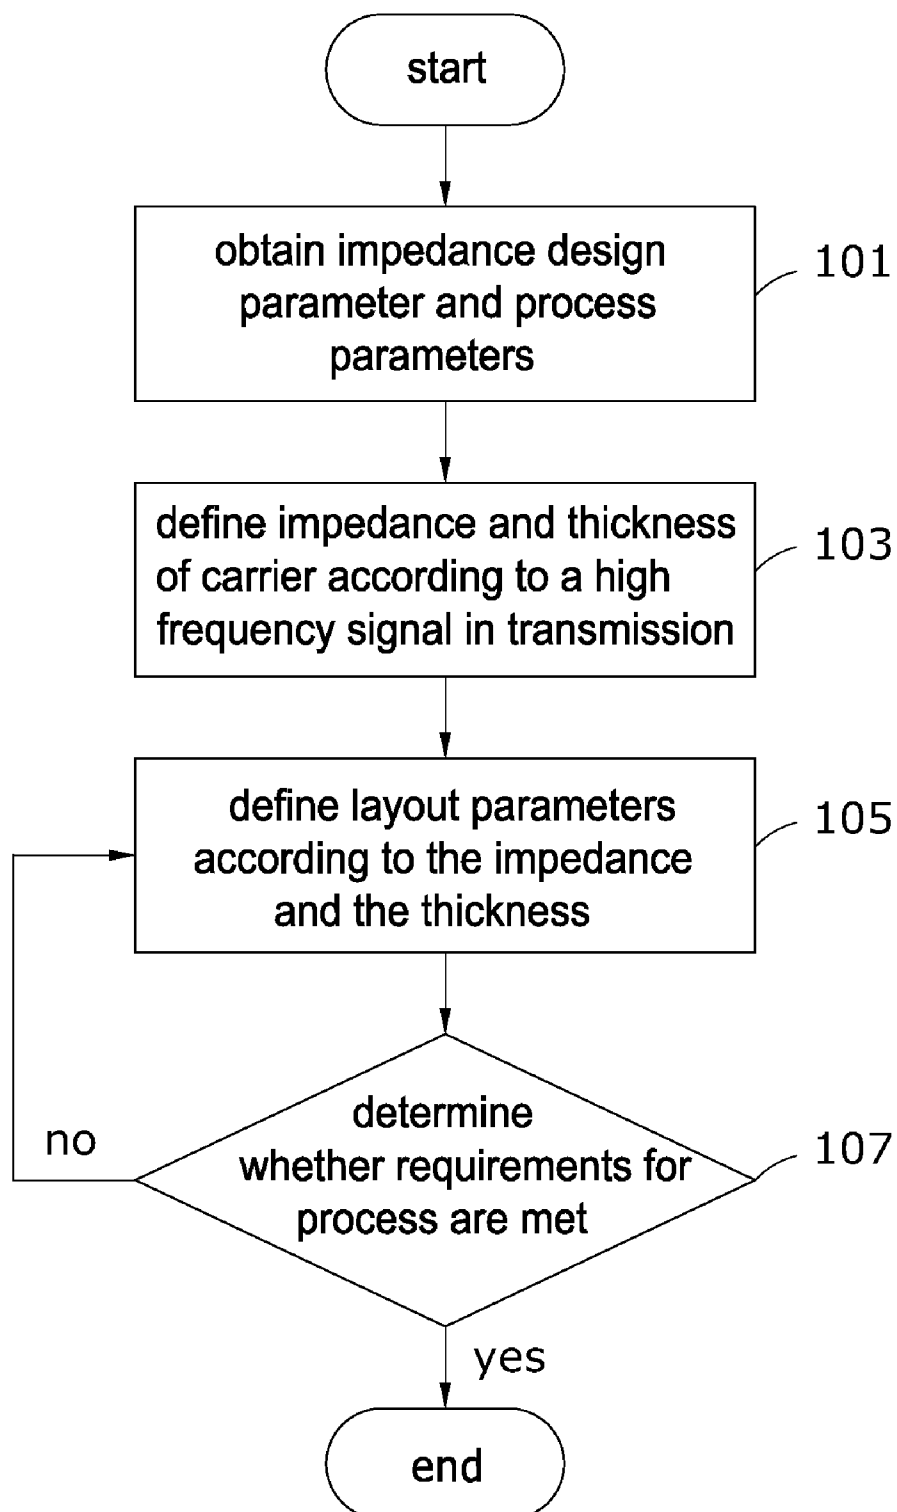 start
obtain impedance design
parameter and process
parameters
101
define impedance and thickness
of carrier according to a high
frequency signal in transmission
103
define layout parameters
according to the impedance
and the thickness
105
determine
whether requirements for
process are met
107
no
yes
end